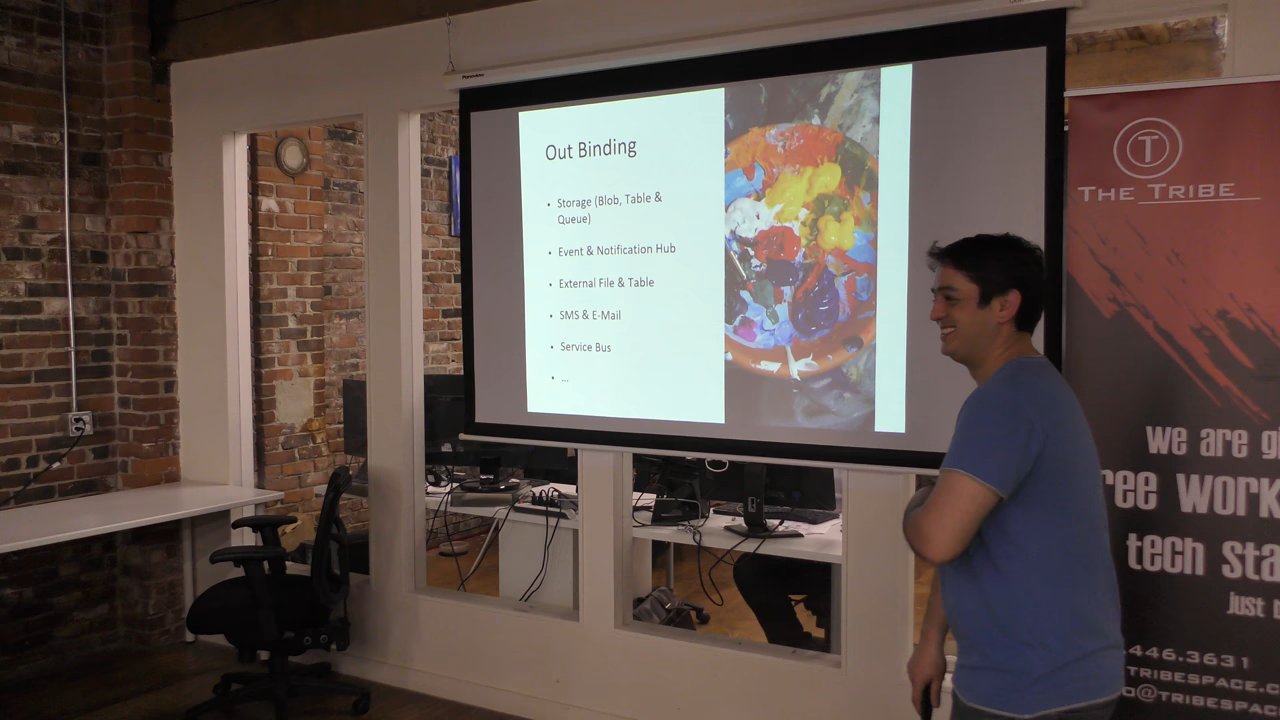 Out Binding
• Storage (Blob, Table &
Queue)
• Event & Notification Hub
• External File & Table
• SMS & E-Mail
• Service Bus
• ...
T
THE TRIBE
we are gi
ree work
tech sta
Just
.446.3631
TRIBESPACE.C
O@TRIBESPAC